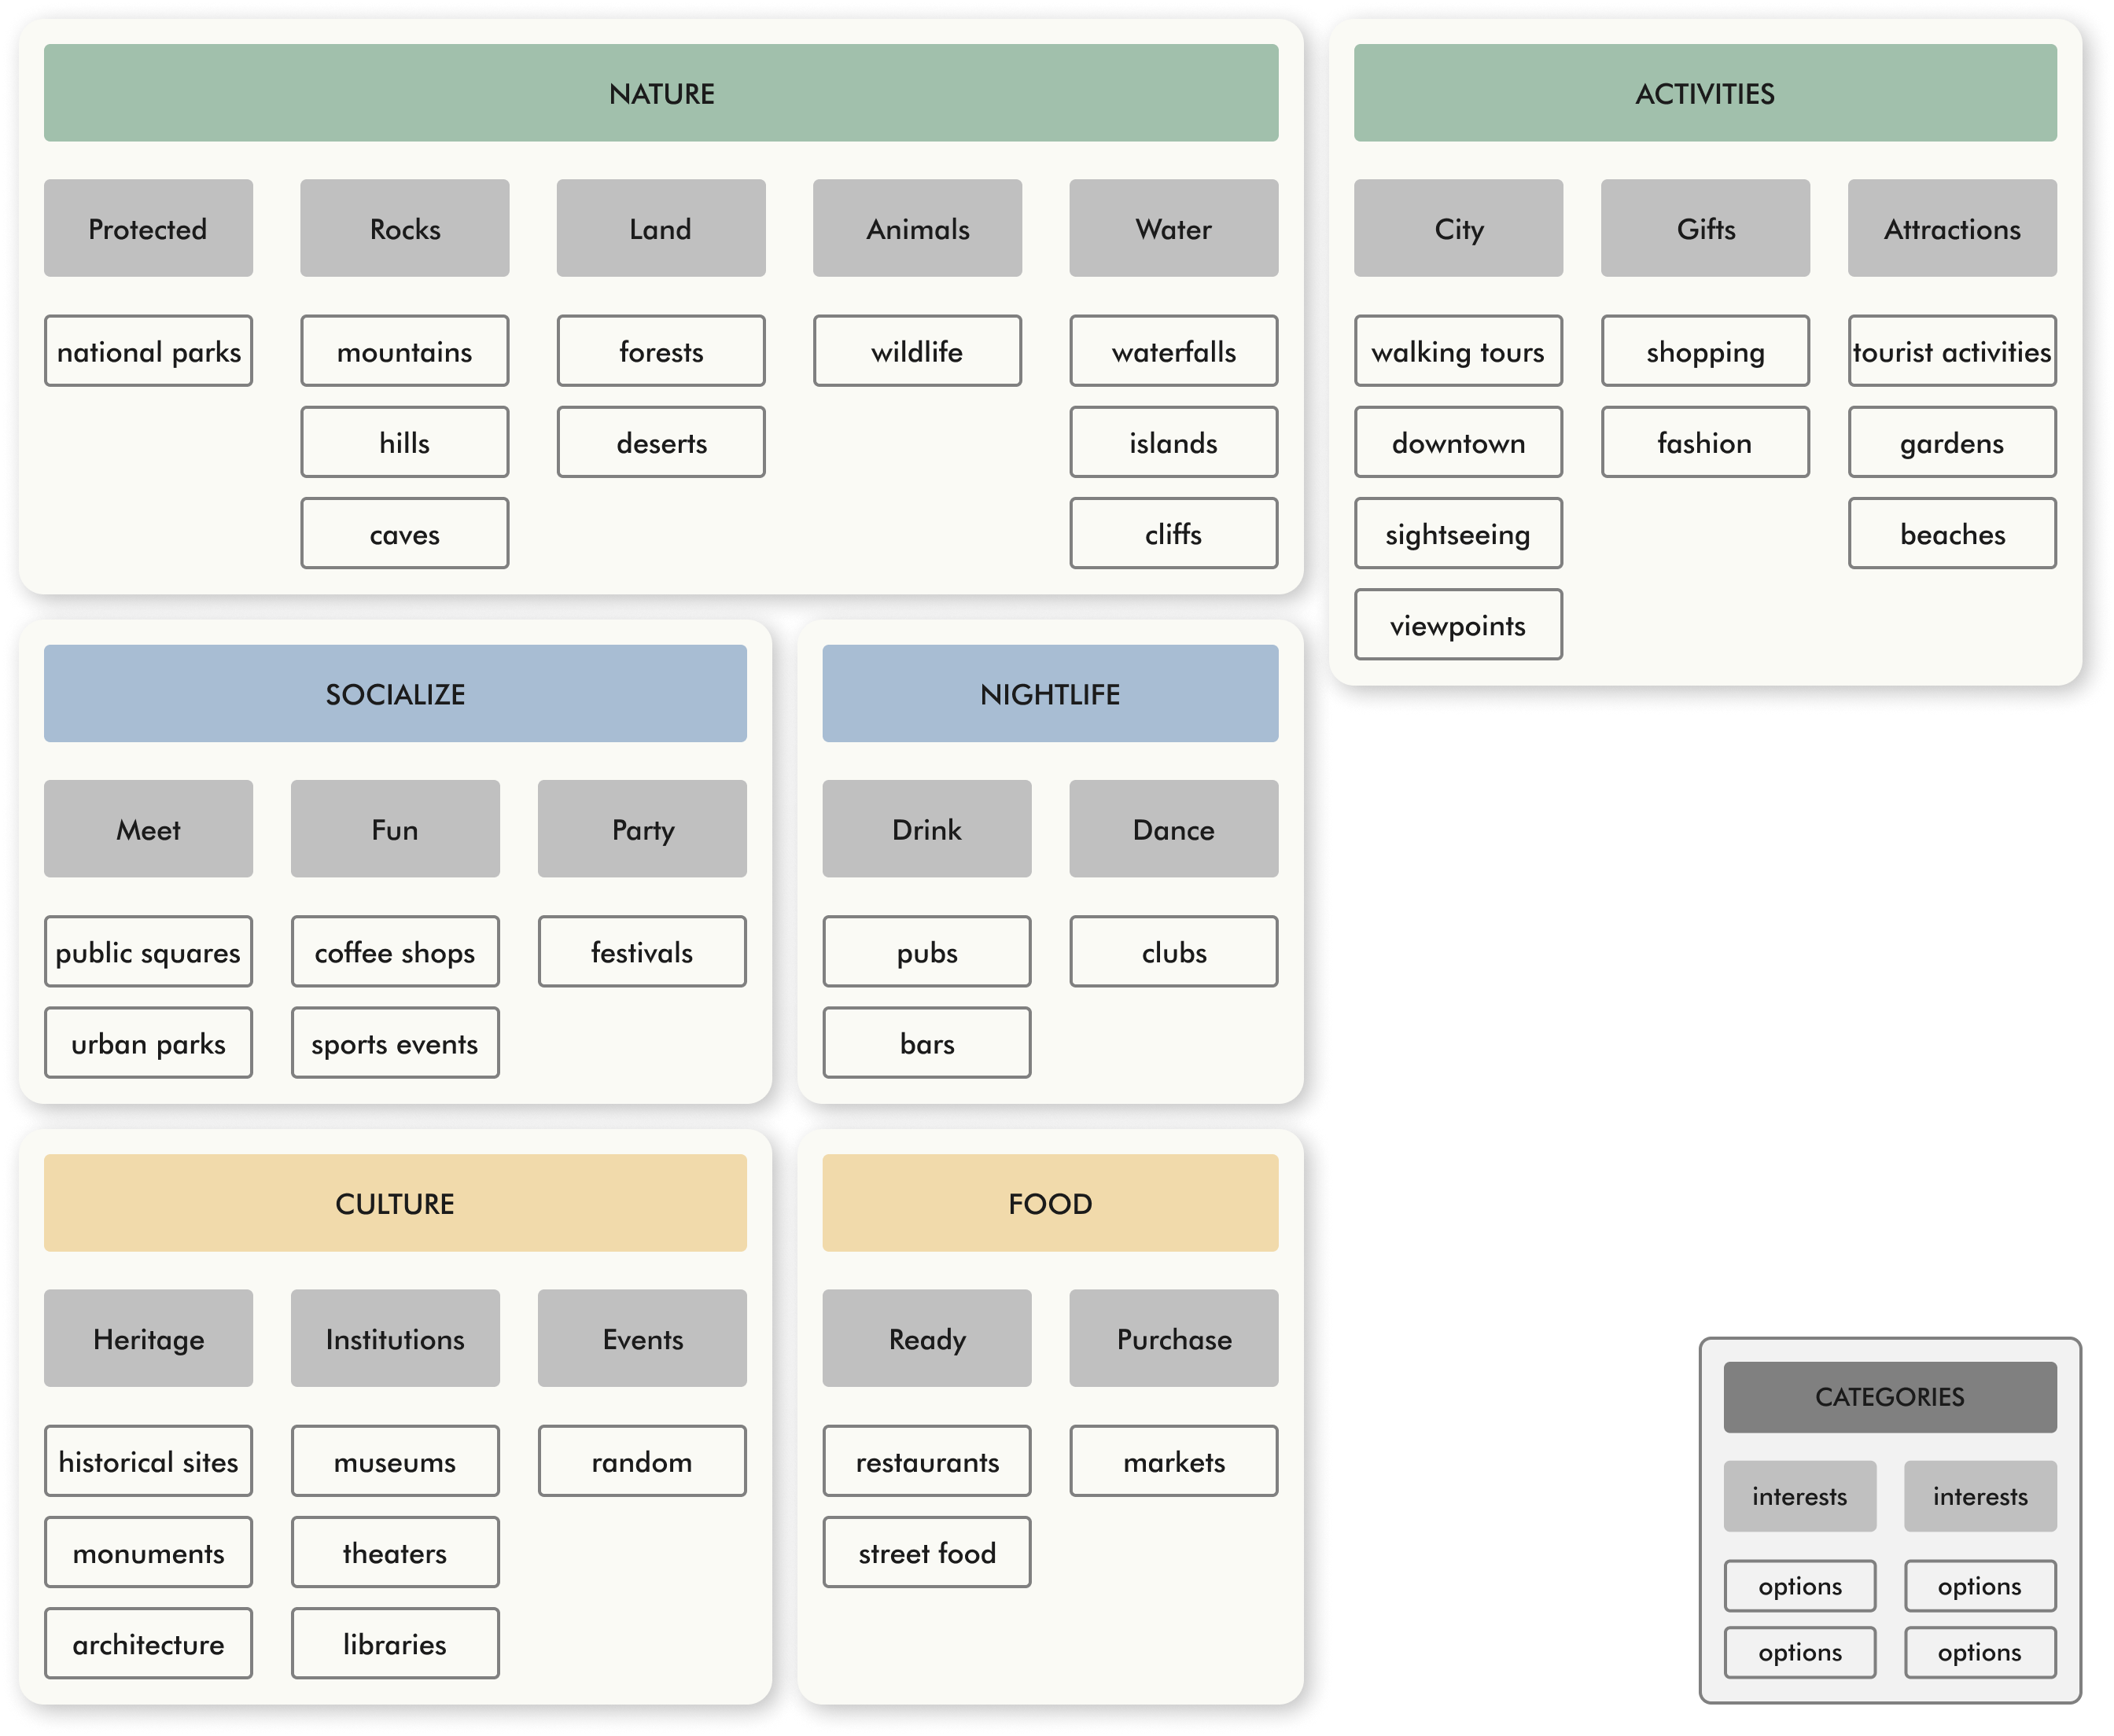 NATURE
Protected
Rocks
Land
Animals
Water
national parks
mountains
forests
wildlife
waterfalls
hills
deserts
islands
caves
cliffs
ACTIVITIES
City
Gifts
Attractions
walking tours
shopping
tourist activities
downtown
fashion
gardens
sightseeing
beaches
viewpoints
SOCIALIZE
Meet
Fun
Party
public squares
coffee shops
festivals
urban parks
sports events
NIGHTLIFE
Drink
Dance
pubs
clubs
bars
CULTURE
Heritage
Institutions
Events
historical sites
museums
random
monuments
theaters
architecture
libraries
FOOD
Ready
Purchase
restaurants
markets
street food
CATEGORIES
interests
interests
options
options
options
options